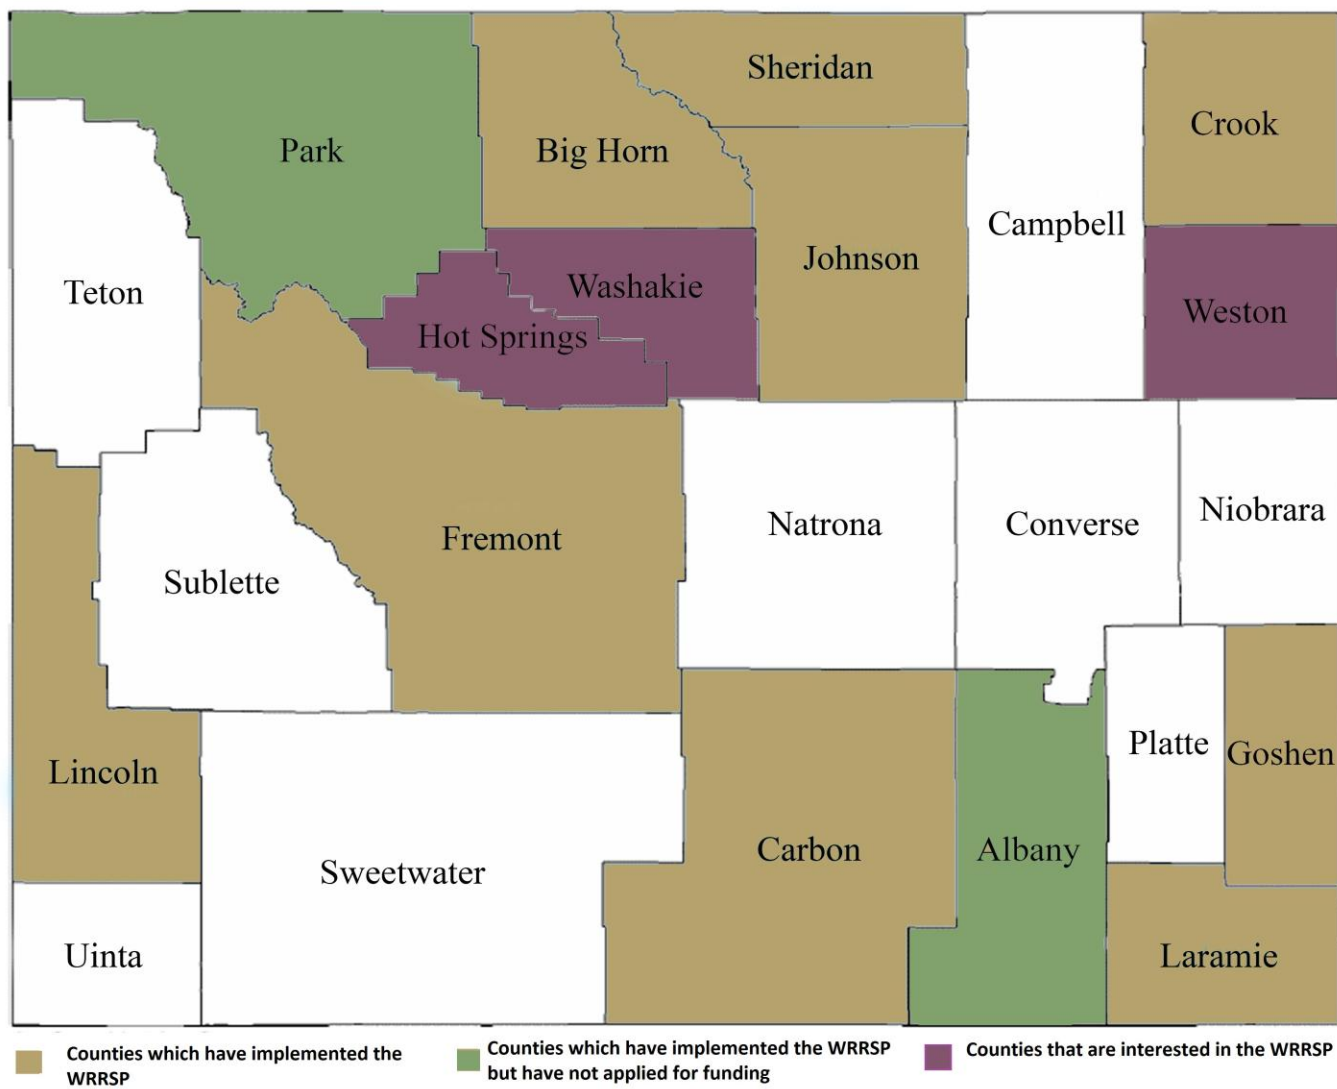 Sheridan
Crook
Park
Big Horn
Campbell
Johnson
Teton
Washakie
Weston
Hot Springs
Fremont
Natrona
Converse
Niobrara
Sublette
Platte
Goshen
Lincoln
Carbon
Albany
Sweetwater
Uinta
Laramie
Counties which have implemented the
WRRSP
Counties which have implemented the WRRSP
but have not applied for funding
Counties that are interested in the WRRSP